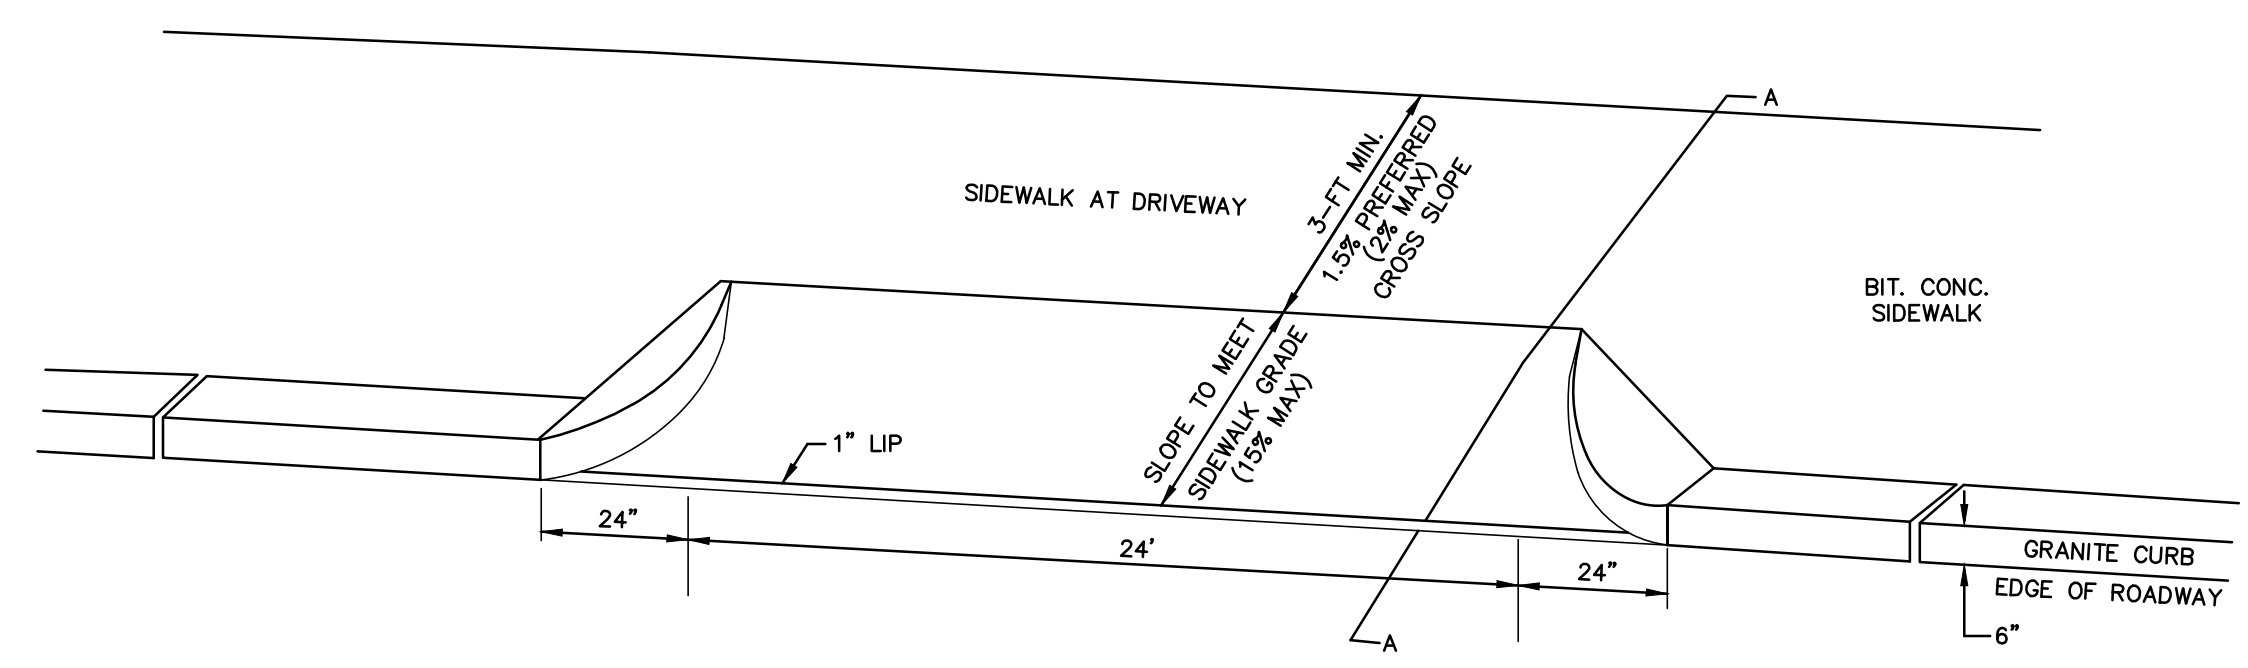 A
3-FT MIN.
1.5% PREFERRED
(2% MAX)
CROSS SLOPE
SIDEWALK AT DRIVEWAY
BIT. CONC.
SIDEWALK
SLOPE TO MEET
SIDEWALK GRADE
(15% MAX)
1" LIP
24"
24'
24"
GRANITE CURB
EDGE OF ROADWAY
6"
A